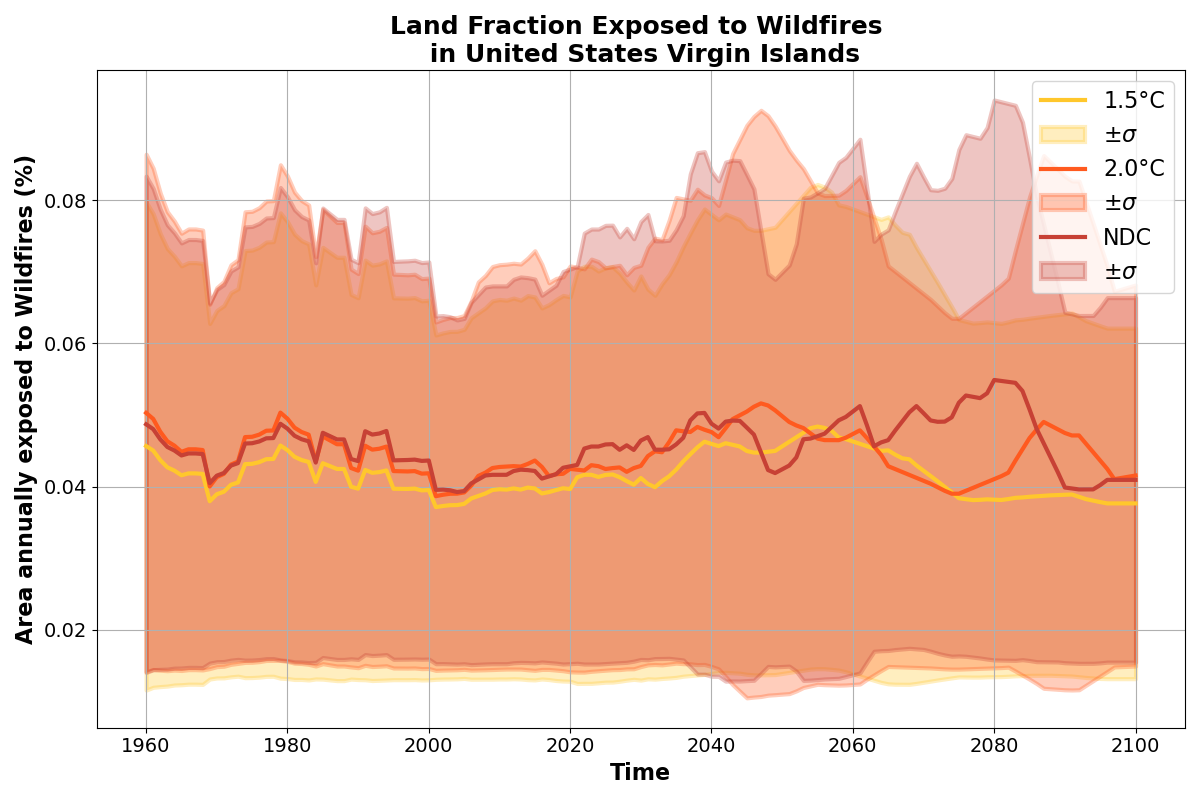 Land Fraction Exposed to Wildfires
in United States Virgin Islands
Area annually exposed to Wildfires (%)
0.08
0.06
0.04
0.02
1960
1980
2000
2020
2040
2060
2080
2100
Time
1.5°C
±σ
2.0°C
±σ
NDC
±σ